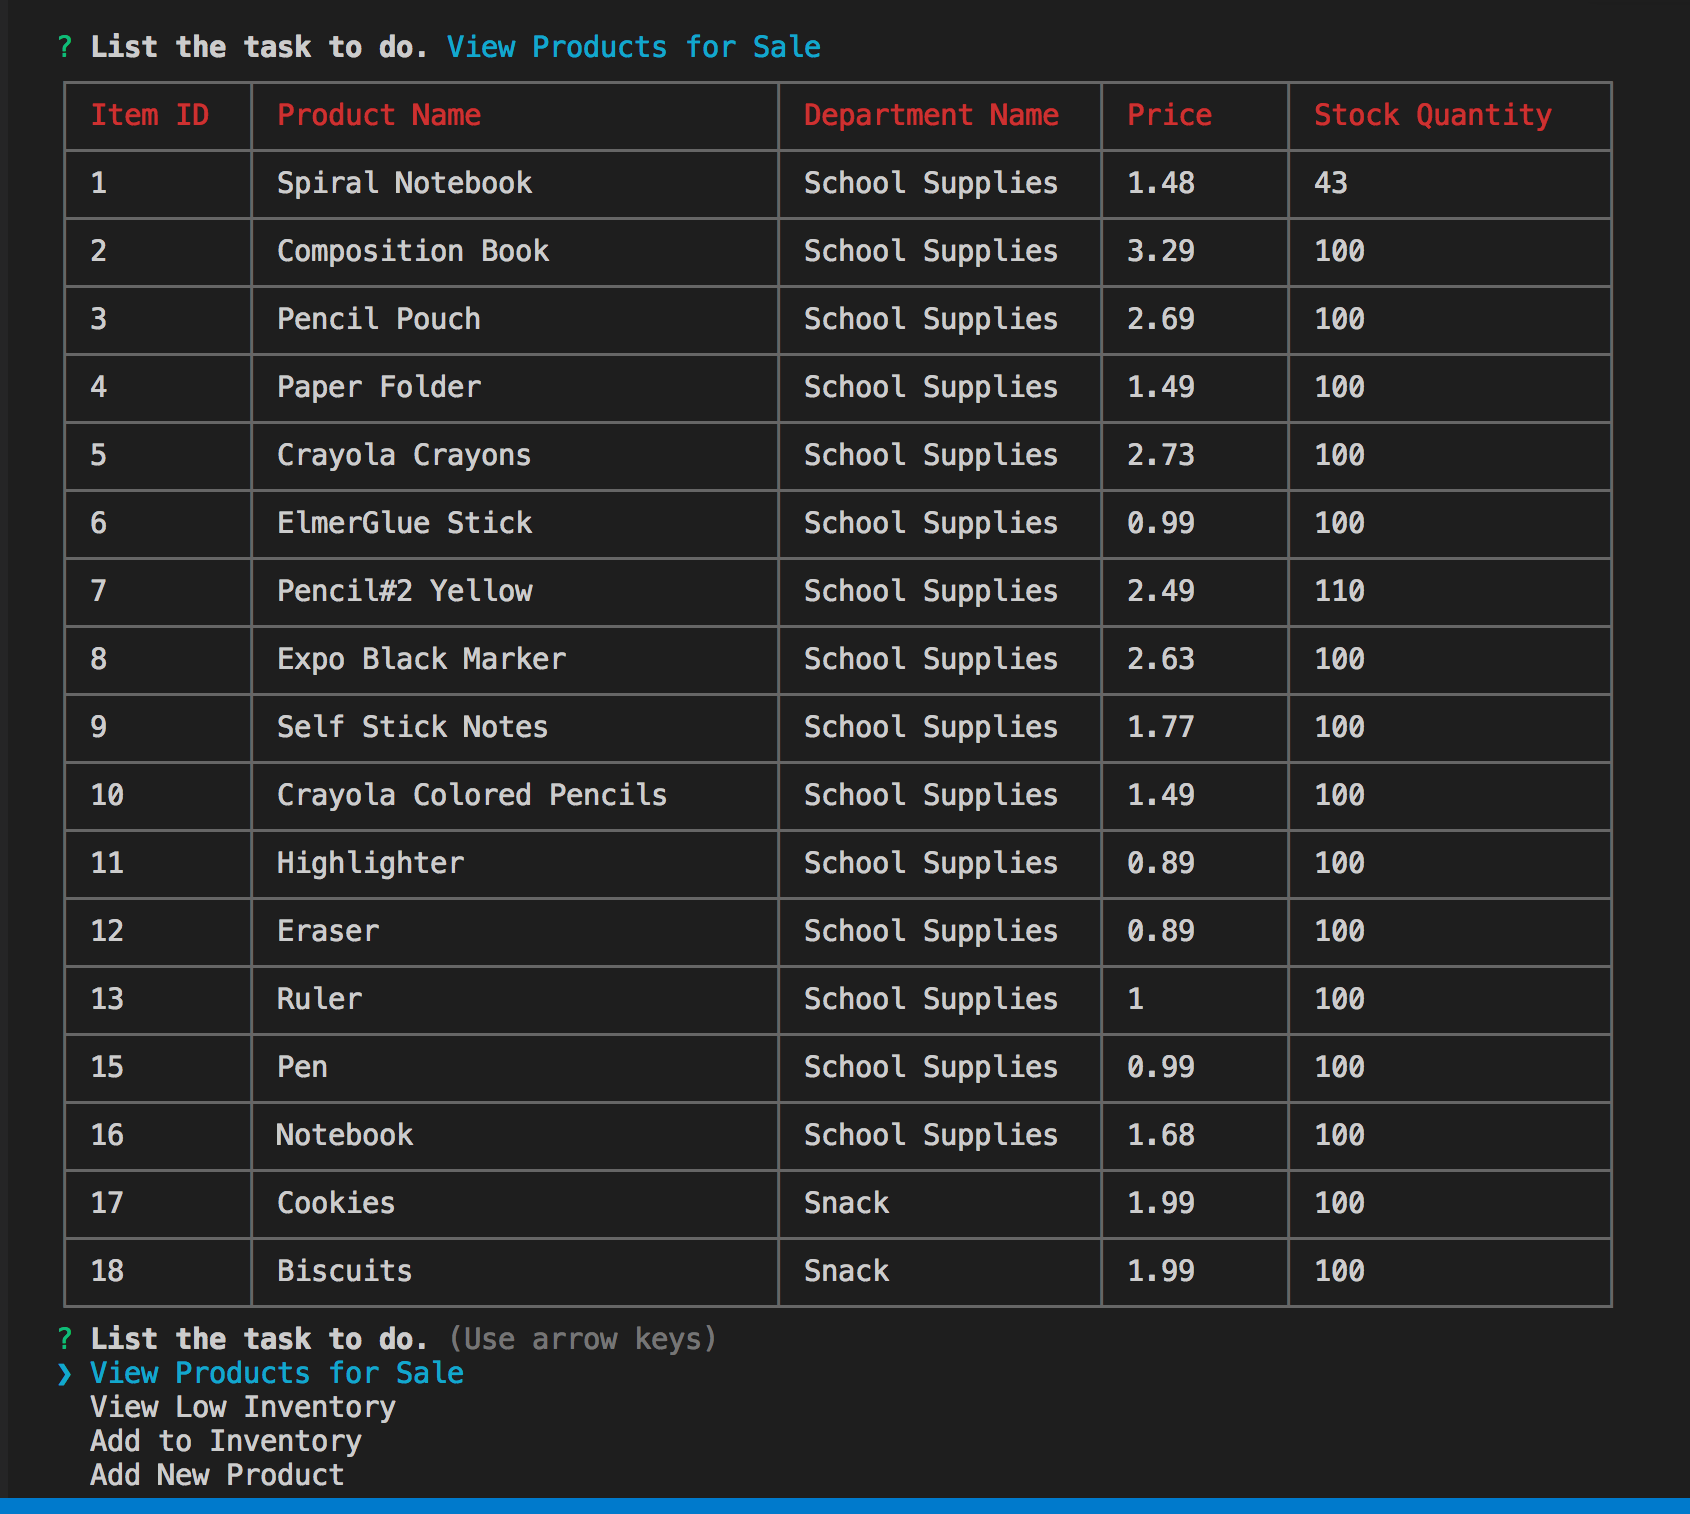 ? List the task to do. View Products for Sale
Item ID Product Name Department Name Price Stock Quantity
1 Spiral Notebook School Supplies 1.48 43
2 Composition Book School Supplies 3.29 100
3 Pencil Pouch School Supplies 2.69 100
4 Paper Folder School Supplies 1.49 100
5 Crayola Crayons School Supplies 2.73 100
6 ElmerGlue Stick School Supplies 0.99 100
7 Pencil#2 Yellow School Supplies 2.49 110
8 Expo Black Marker School Supplies 2.63 100
9 Self Stick Notes School Supplies 1.77 100
10 Crayola Colored Pencils School Supplies 1.49 100
11 Highlighter School Supplies 0.89 100
12 Eraser School Supplies 0.89 100
13 Ruler School Supplies 1 100
15 Pen School Supplies 0.99 100
16 Notebook School Supplies 1.68 100
17 Cookies Snack 1.99 100
18 Biscuits Snack 1.99 100
? List the task to do. (Use arrow keys)
❯ View Products for Sale
View Low Inventory
Add to Inventory
Add New Product